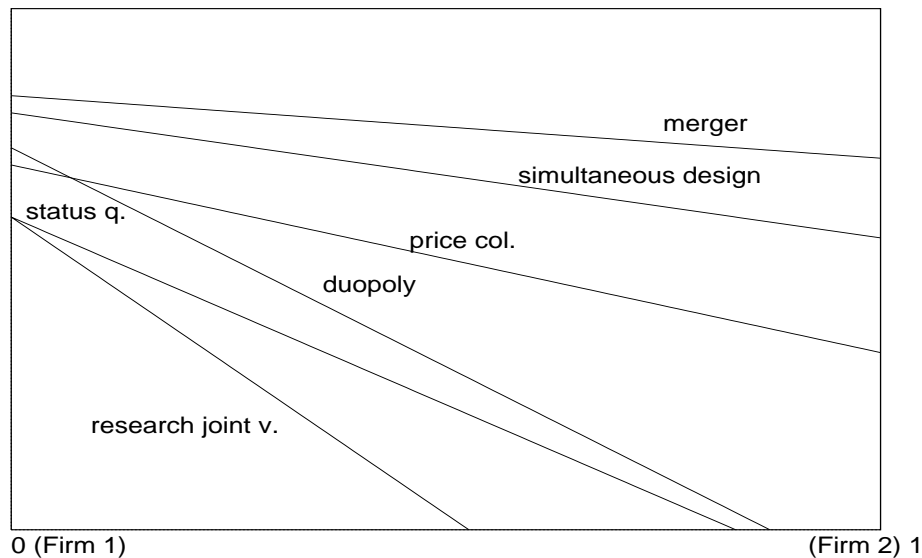 merger
simultaneous design
status q.
price col.
duopoly
research joint v.
0 (Firm 1)
(Firm 2) 1